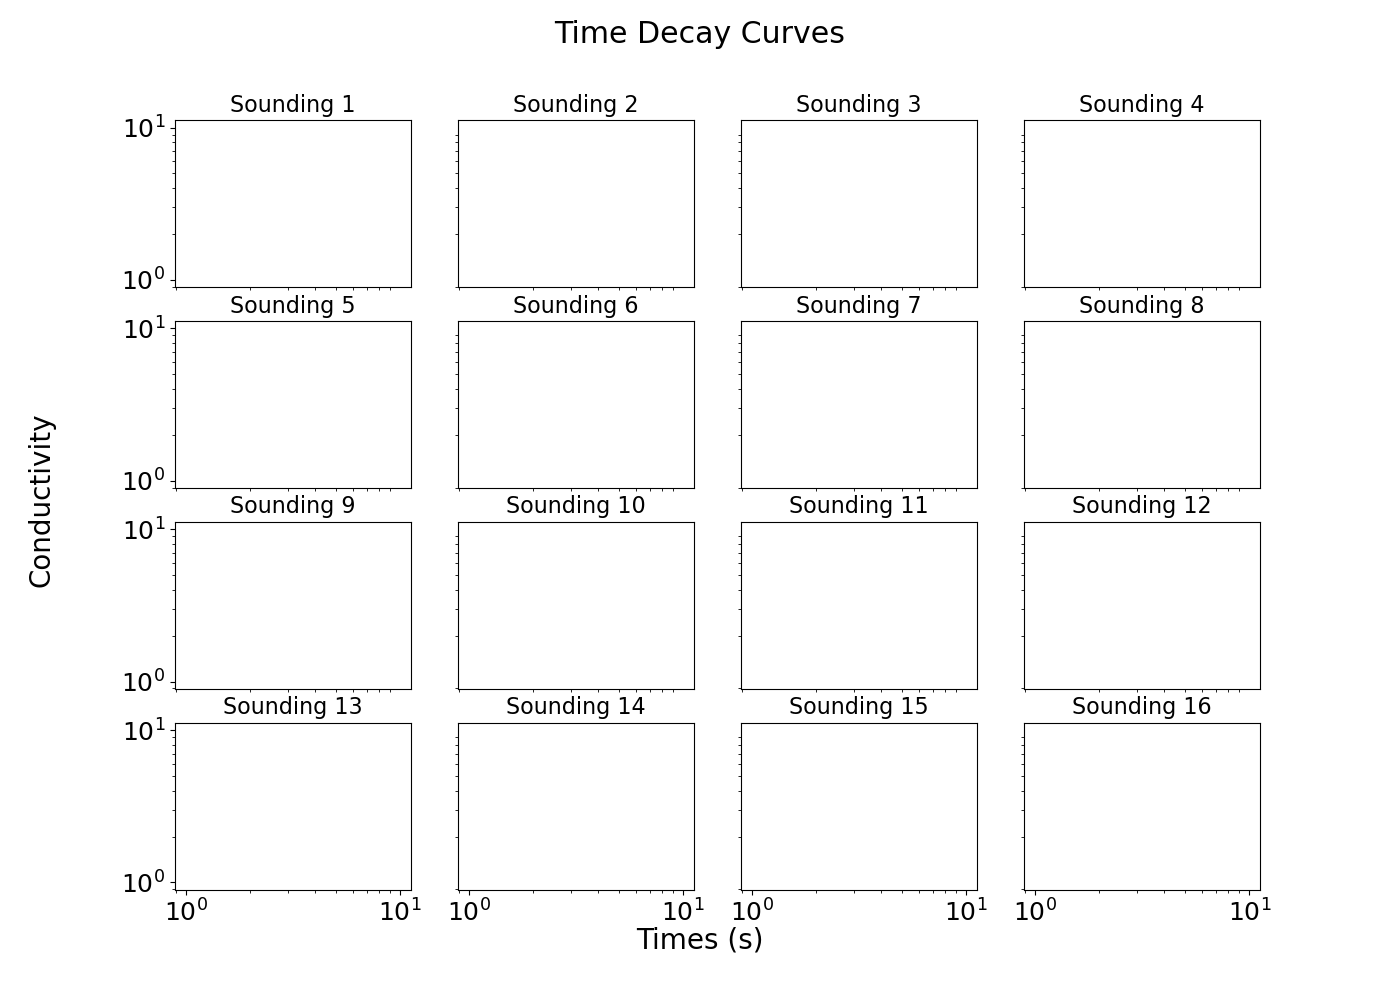 Time Decay Curves
Sounding 1 Sounding 2 Sounding 3 Sounding 4
10¹
10⁰
Sounding 5 Sounding 6 Sounding 7 Sounding 8
10¹
10⁰
Conductivity
Sounding 9 Sounding 10 Sounding 11 Sounding 12
10¹
10⁰
Sounding 13 Sounding 14 Sounding 15 Sounding 16
10¹
10⁰
10⁰ 10¹ 10⁰ 10¹ 10⁰ 10¹ 10⁰ 10¹
Times (s)